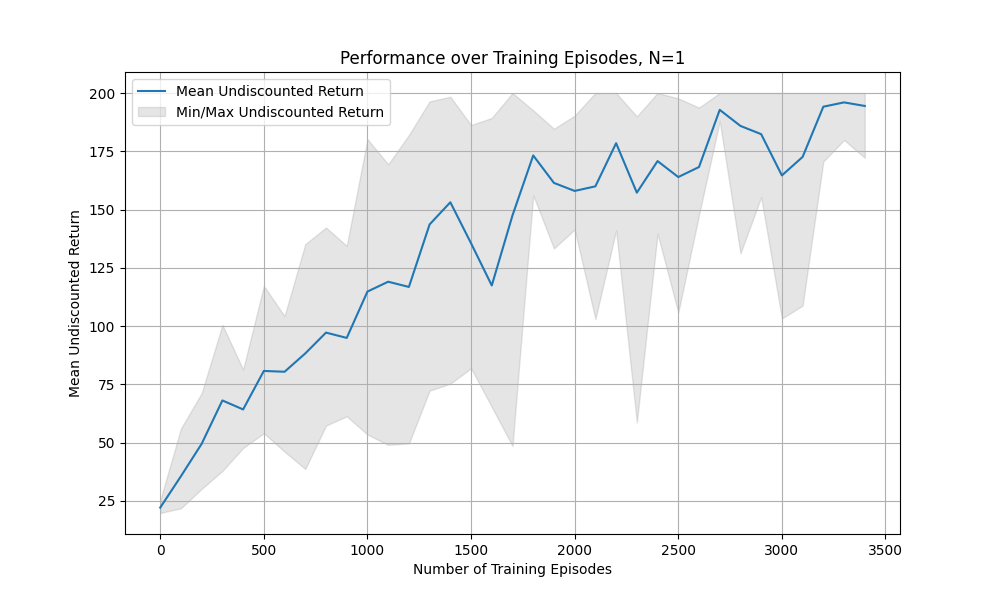 Performance over Training Episodes, N=1
Mean Undiscounted Return
Min/Max Undiscounted Return
Mean Undiscounted Return
200
175
150
125
100
75
50
25
0 500 1000 1500 2000 2500 3000 3500
Number of Training Episodes